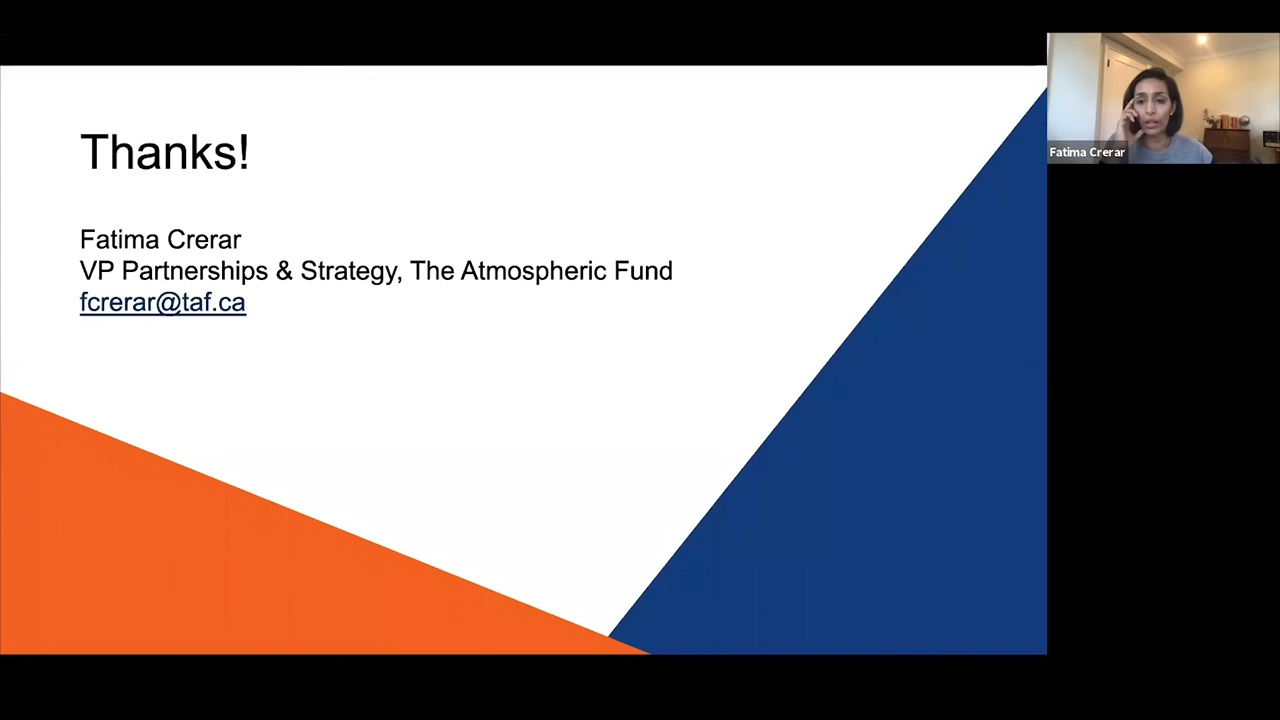 Thanks!
Fatima Crerar
VP Partnerships & Strategy, The Atmospheric Fund
fcrerar@taf.ca
Fatima Crerar